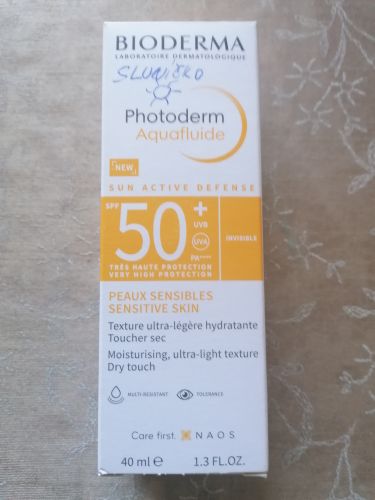 BIODERMA
LABORATOIRE DERMATOLOGIQUE
SLUNÍČKO
Photoderm
Aquafluide
NEW
SUN ACTIVE DEFENSE
SPF 50+
UVB
UVA
PA++++
INVISIBLE
TRÈS HAUTE PROTECTION
VERY HIGH PROTECTION
PEAUX SENSIBLES
SENSITIVE SKIN
Texture ultra-légère hydratante
Toucher sec
Moisturising, ultra-light texture
Dry touch
MULTI-RESISTANT TOLERANCE
Care first. NAOS
40 ml e 1.3 FL.OZ.